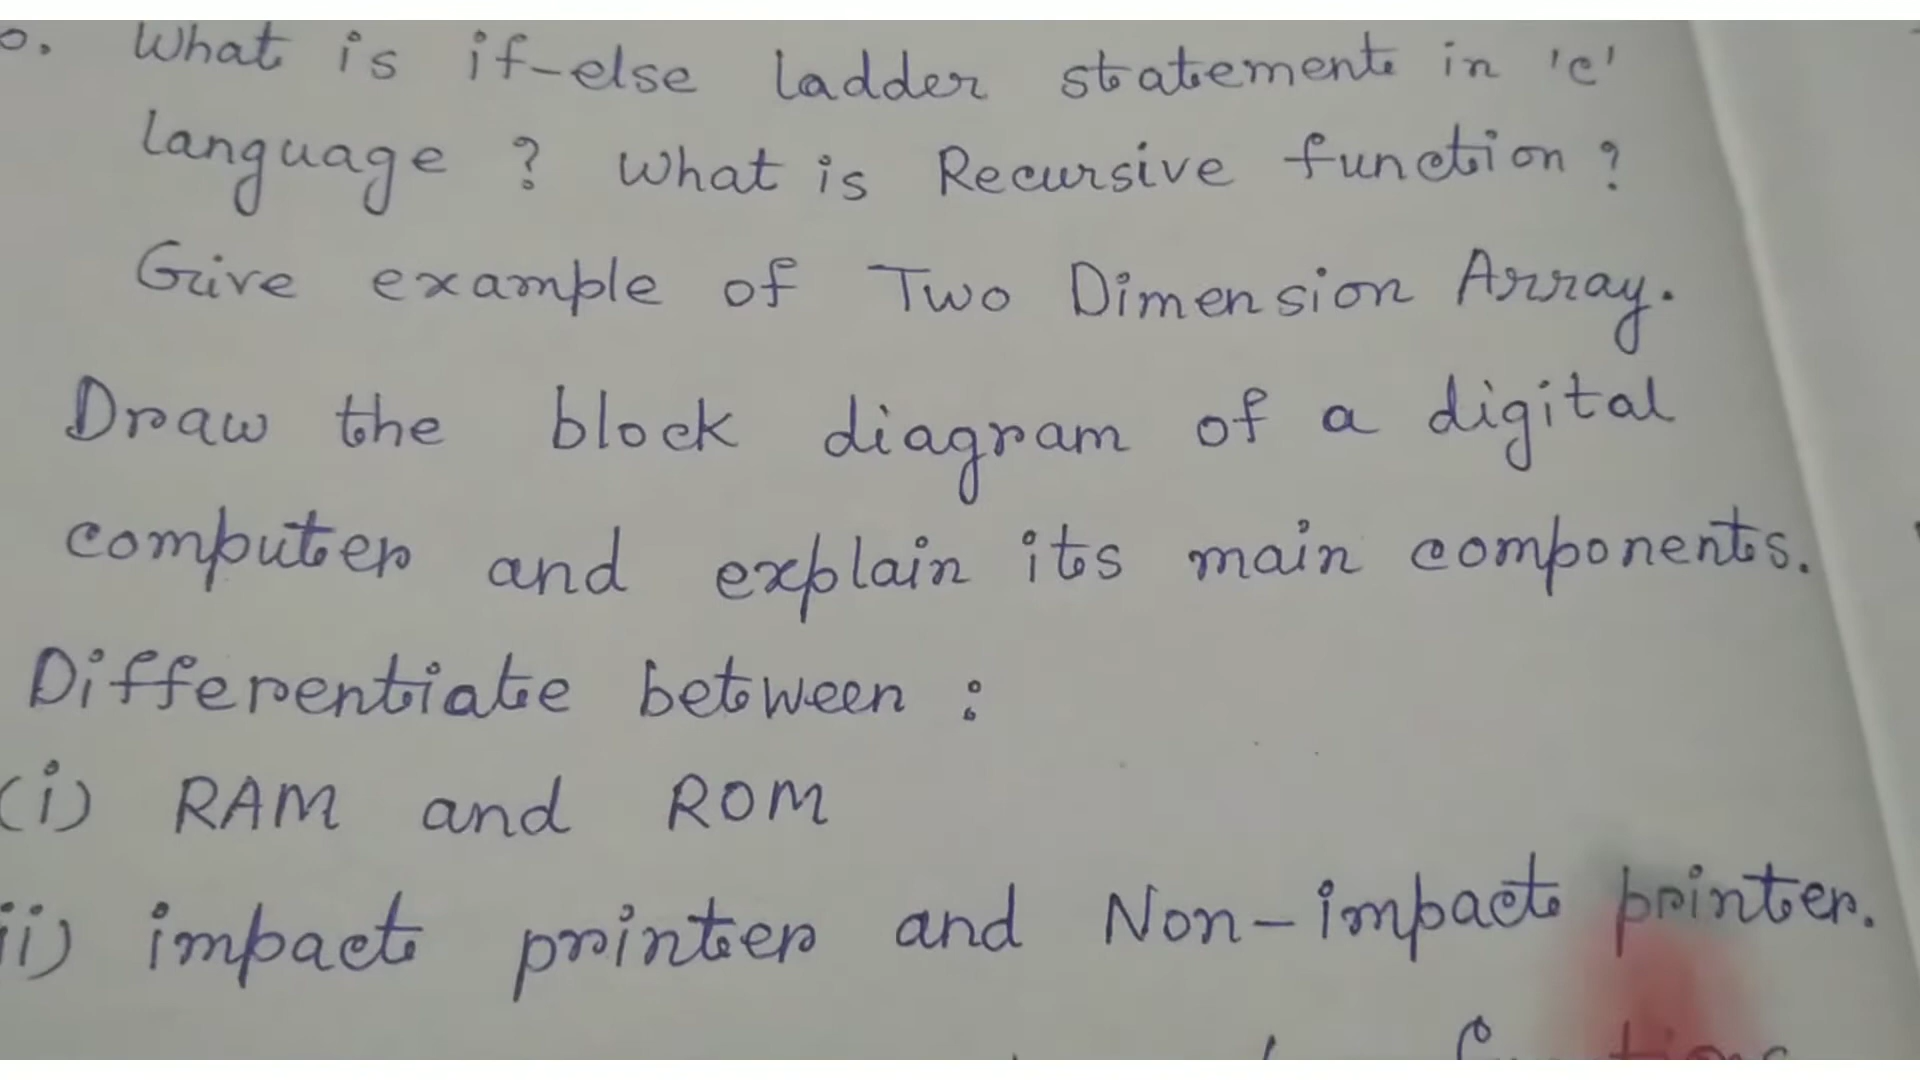 What is if-else ladder statement in 'c'
language ? What is Recursive function ?
Give example of Two Dimension Array.
Draw the block diagram of a digital
computer and explain its main components.
Differentiate between :
(i) RAM and ROM
ii) impact printer and Non-impact printer.